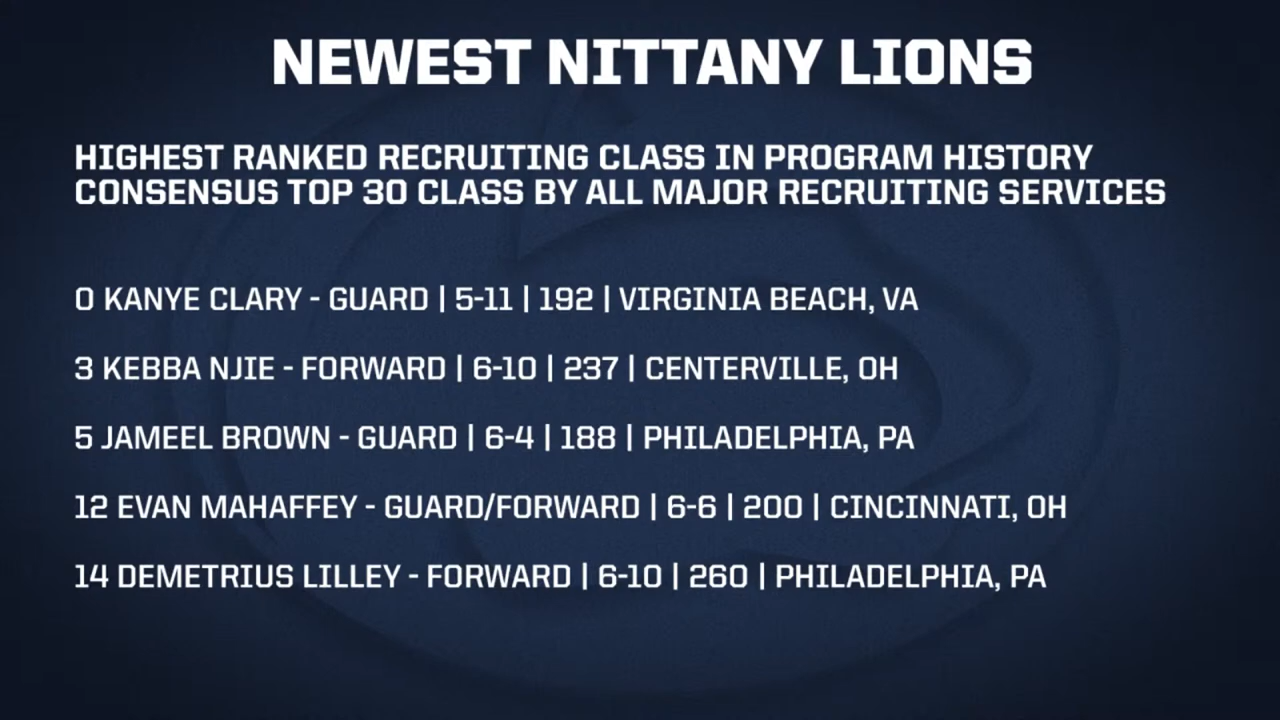 NEWEST NITTANY LIONS
HIGHEST RANKED RECRUITING CLASS IN PROGRAM HISTORY
CONSENSUS TOP 30 CLASS BY ALL MAJOR RECRUITING SERVICES
0 KANYE CLARY - GUARD | 5-11 | 192 | VIRGINIA BEACH, VA
3 KEBBA NJIE - FORWARD | 6-10 | 237 | CENTERVILLE, OH
5 JAMEEL BROWN - GUARD | 6-4 | 188 | PHILADELPHIA, PA
12 EVAN MAHAFFEY - GUARD/FORWARD | 6-6 | 200 | CINCINNATI, OH
14 DEMETRIUS LILLEY - FORWARD | 6-10 | 260 | PHILADELPHIA, PA